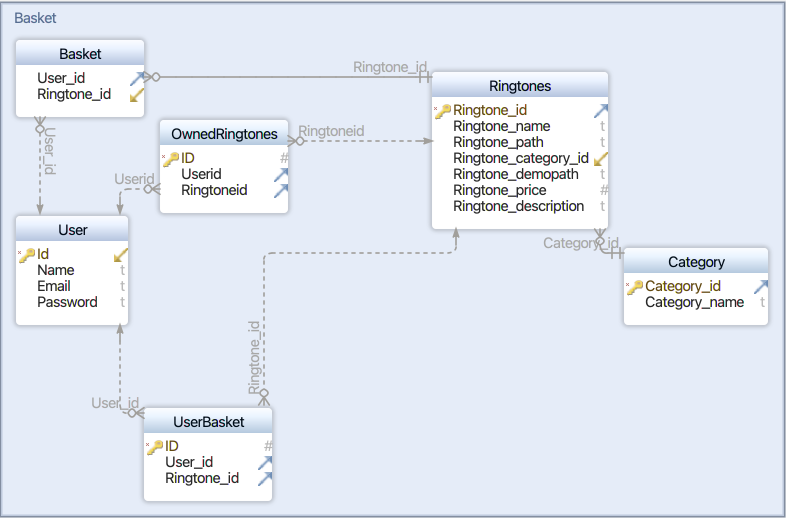 Basket
Basket
User_id
Ringtone_id
Ringtone_id
Ringtones
Ringtone_id
Ringtone_name t
Ringtone_path t
Ringtone_category_id
Ringtone_demopath t
Ringtone_price #
Ringtone_description t
OwnedRingtones
ID #
Userid
Ringtoneid
Ringtoneid
User_id
Userid
User
Id
Name t
Email t
Password t
Category_id
Category
Category_id
Category_name t
Ringtone_id
User_id
UserBasket
ID #
User_id
Ringtone_id